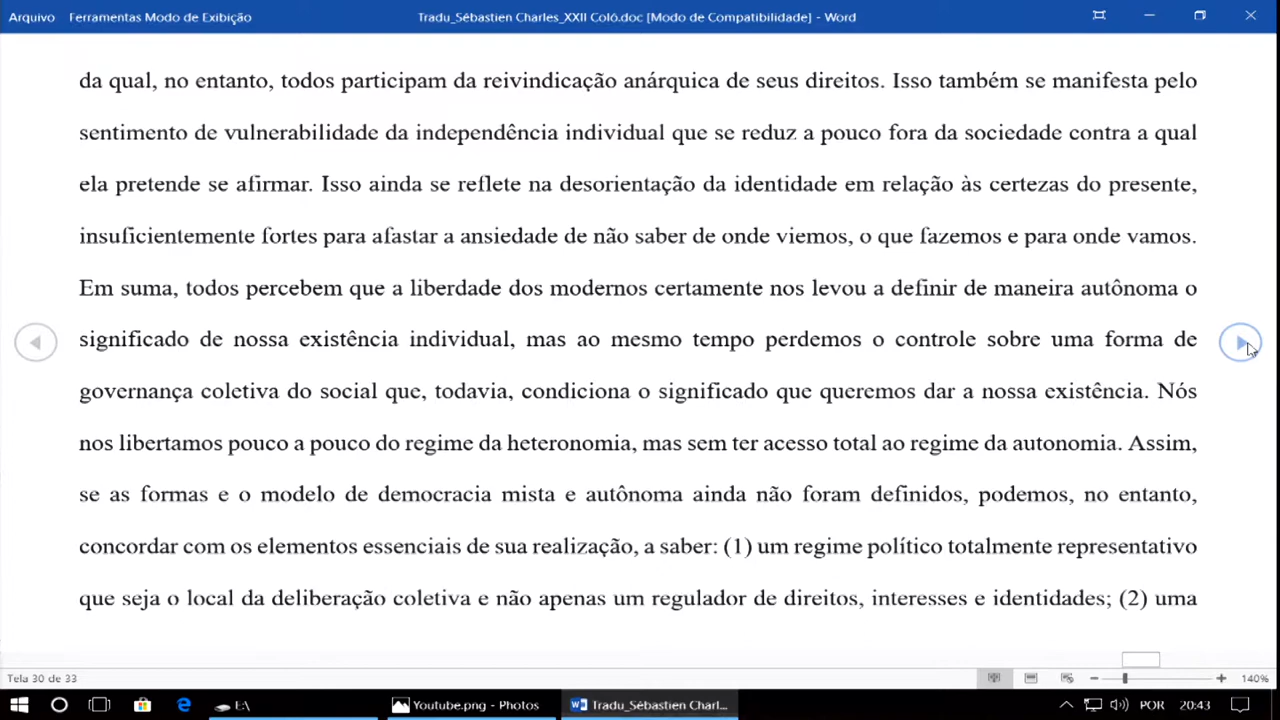 Arquivo Ferramentas Modo de Exibição Tradu_Sébastien Charles_XXII Coló.doc [Modo de Compatibilidade] - Word
da qual, no entanto, todos participam da reivindicação anárquica de seus direitos. Isso também se manifesta pelo
sentimento de vulnerabilidade da independência individual que se reduz a pouco fora da sociedade contra a qual
ela pretende se afirmar. Isso ainda se reflete na desorientação da identidade em relação às certezas do presente,
insuficientemente fortes para afastar a ansiedade de não saber de onde viemos, o que fazemos e para onde vamos.
Em suma, todos percebem que a liberdade dos modernos certamente nos levou a definir de maneira autônoma o
significado de nossa existência individual, mas ao mesmo tempo perdemos o controle sobre uma forma de
governança coletiva do social que, todavia, condiciona o significado que queremos dar a nossa existência. Nós
nos libertamos pouco a pouco do regime da heteronomia, mas sem ter acesso total ao regime da autonomia. Assim,
se as formas e o modelo de democracia mista e autônoma ainda não foram definidos, podemos, no entanto,
concordar com os elementos essenciais de sua realização, a saber: (1) um regime político totalmente representativo
que seja o local da deliberação coletiva e não apenas um regulador de direitos, interesses e identidades; (2) uma
Tela 30 de 33 140%
E:\ Youtube.png - Photos Tradu_Sébastien Charl... POR 20:43